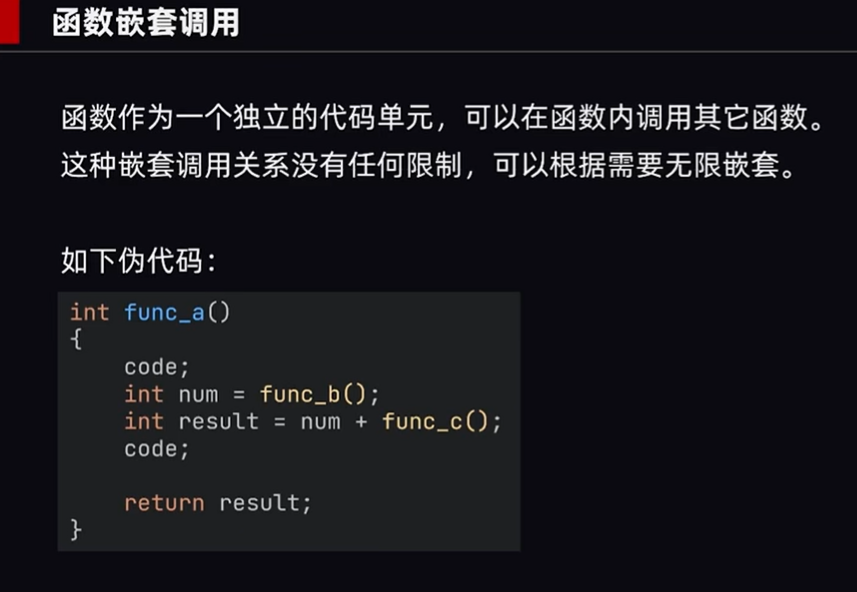 函数嵌套调用
函数作为一个独立的代码单元，可以在函数内调用其它函数。
这种嵌套调用关系没有任何限制，可以根据需要无限嵌套。
如下伪代码：
int func_a()
{
    code;
    int num = func_b();
    int result = num + func_c();
    code;
    return result;
}